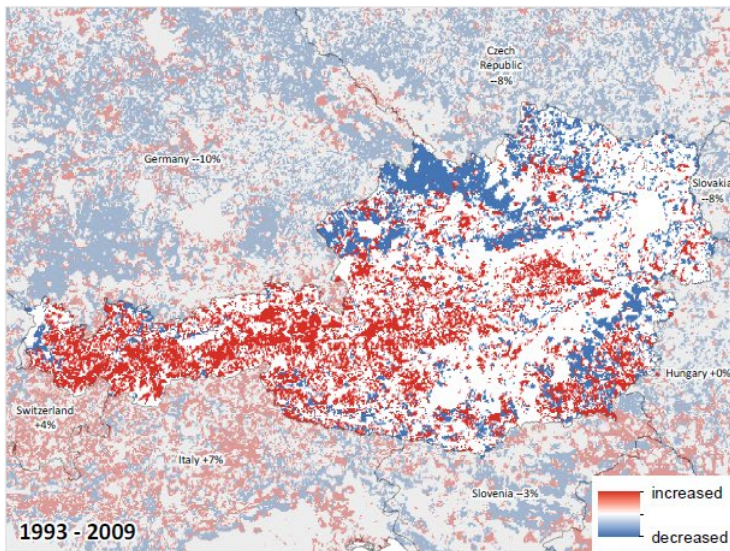 Czech
Republic
--8%
Germany --10%
Slovakia
--8%
Hungary +0%
Switzerland
+4%
Italy +7%
Slovenia --3%
increased
decreased
1993 - 2009